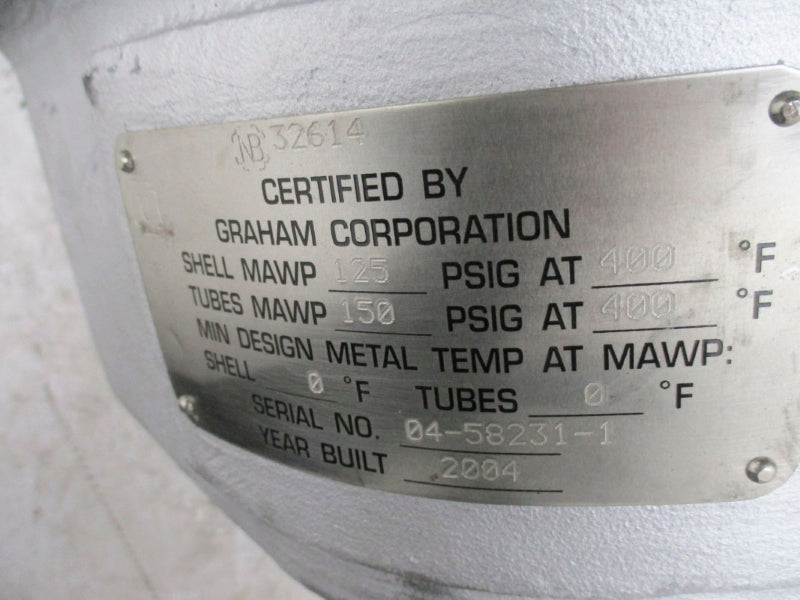 NB 32614
CERTIFIED BY
GRAHAM CORPORATION
SHELL MAWP 125 PSIG AT 400 °F
TUBES MAWP 150 PSIG AT 400 °F
MIN DESIGN METAL TEMP AT MAWP:
SHELL 0 °F TUBES 0 °F
SERIAL NO. 04-58231-1
YEAR BUILT 2004